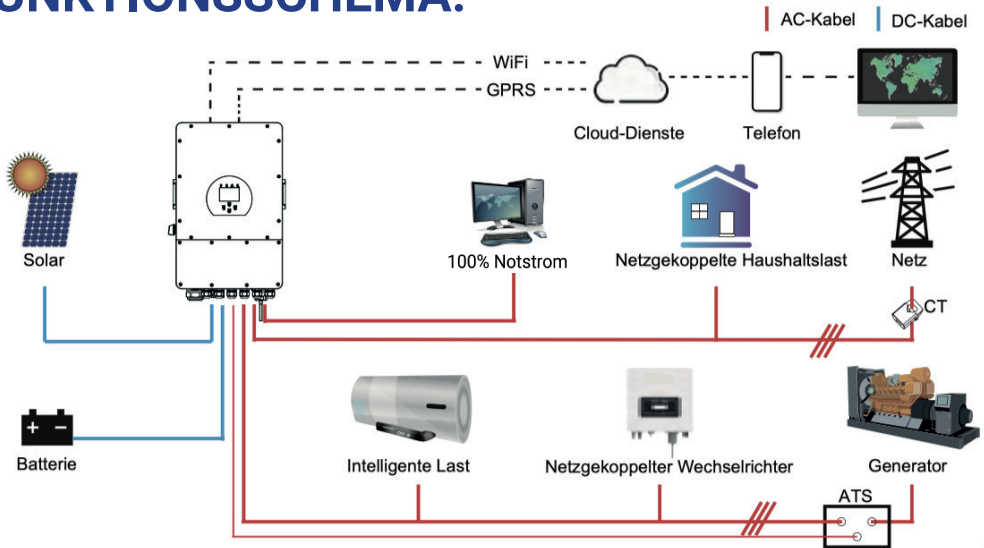 UNKTIONSSCHEMA:
AC-Kabel
DC-Kabel
WiFi
GPRS
Cloud-Dienste
Telefon
Solar
100% Notstrom
Netzgekoppelte Haushaltslast
Netz
CT
Batterie
Intelligente Last
Netzgekoppelter Wechselrichter
Generator
ATS